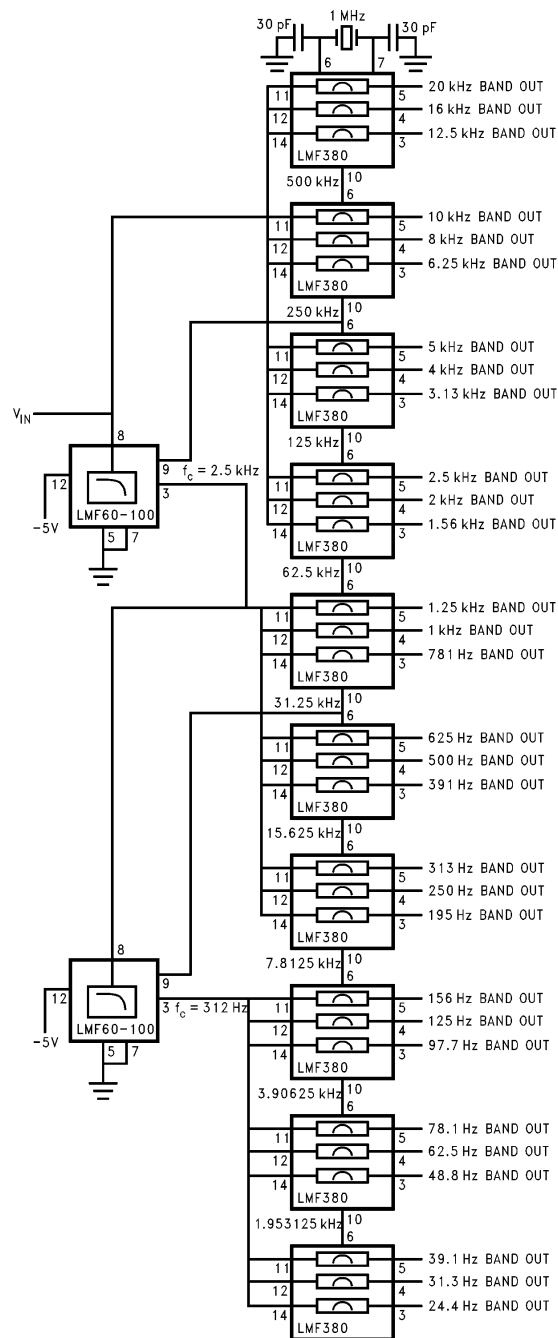 30 pF 1 MHz 30 pF
6 7
11 5 20 kHz BAND OUT
12 4 16 kHz BAND OUT
14 3 12.5 kHz BAND OUT
LMF380
500 kHz 10
6
11 5 10 kHz BAND OUT
12 4 8 kHz BAND OUT
14 3 6.25 kHz BAND OUT
LMF380
250 kHz 10
6
11 5 5 kHz BAND OUT
12 4 4 kHz BAND OUT
14 3 3.13 kHz BAND OUT
LMF380
VIN
8
125 kHz 10
6
9 fc = 2.5 kHz
12 3
LMF60-100
-5V
5 7
11 5 2.5 kHz BAND OUT
12 4 2 kHz BAND OUT
14 3 1.56 kHz BAND OUT
LMF380
62.5 kHz 10
6
11 5 1.25 kHz BAND OUT
12 4 1 kHz BAND OUT
14 3 781 Hz BAND OUT
LMF380
31.25 kHz 10
6
11 5 625 Hz BAND OUT
12 4 500 Hz BAND OUT
14 3 391 Hz BAND OUT
LMF380
15.625 kHz 10
6
11 5 313 Hz BAND OUT
12 4 250 Hz BAND OUT
14 3 195 Hz BAND OUT
LMF380
8
7.8125 kHz 10
6
9
12 3 fc = 312 Hz
LMF60-100
-5V
5 7
11 5 156 Hz BAND OUT
12 4 125 Hz BAND OUT
14 3 97.7 Hz BAND OUT
LMF380
3.90625 kHz 10
6
11 5 78.1 Hz BAND OUT
12 4 62.5 Hz BAND OUT
14 3 48.8 Hz BAND OUT
LMF380
1.953125 kHz 10
6
11 5 39.1 Hz BAND OUT
12 4 31.3 Hz BAND OUT
14 3 24.4 Hz BAND OUT
LMF380